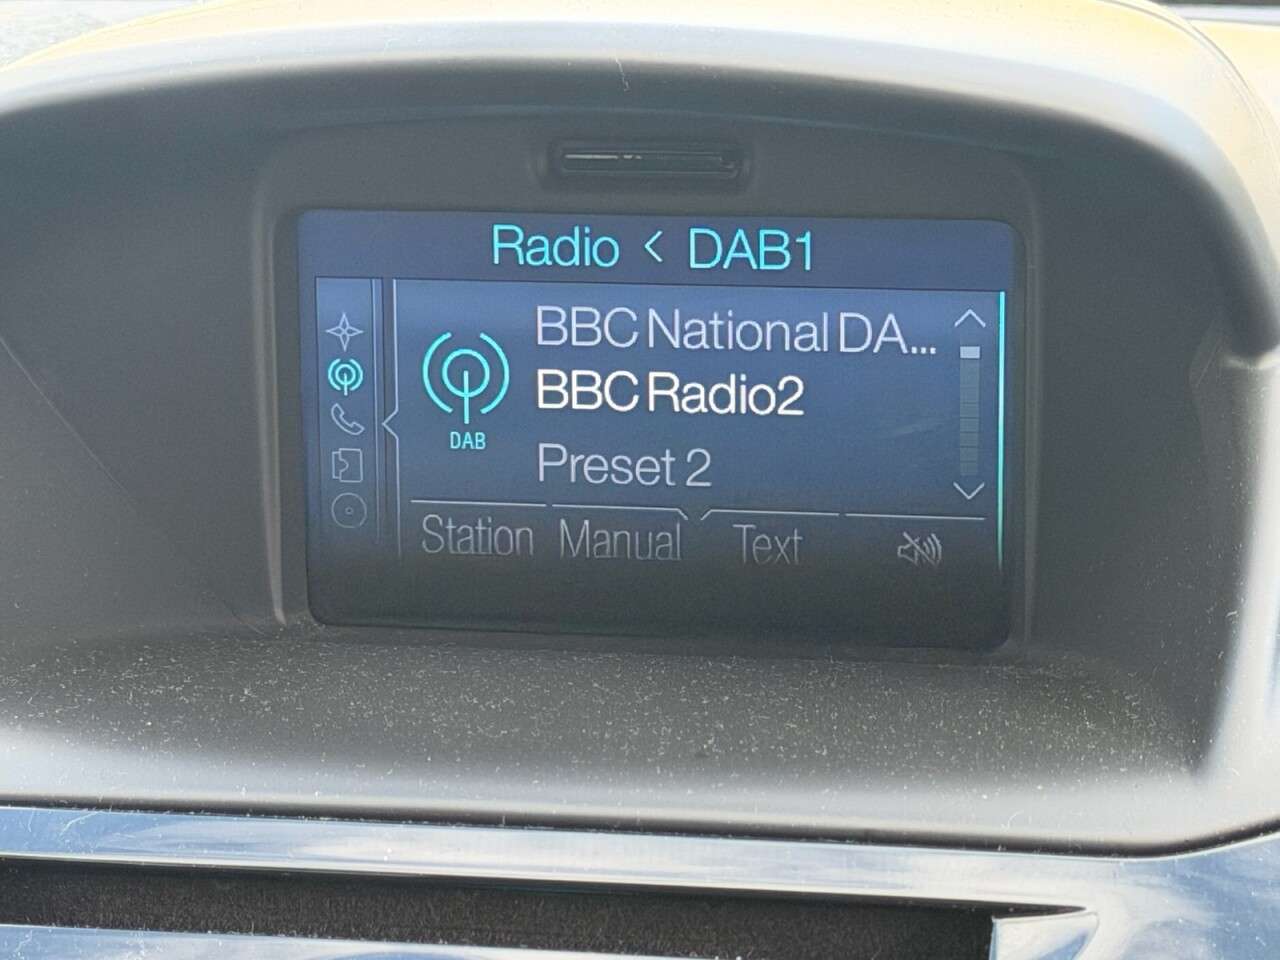 Radio < DAB1
BBC National DA...
BBC Radio2
DAB
Preset 2
Station Manual Text